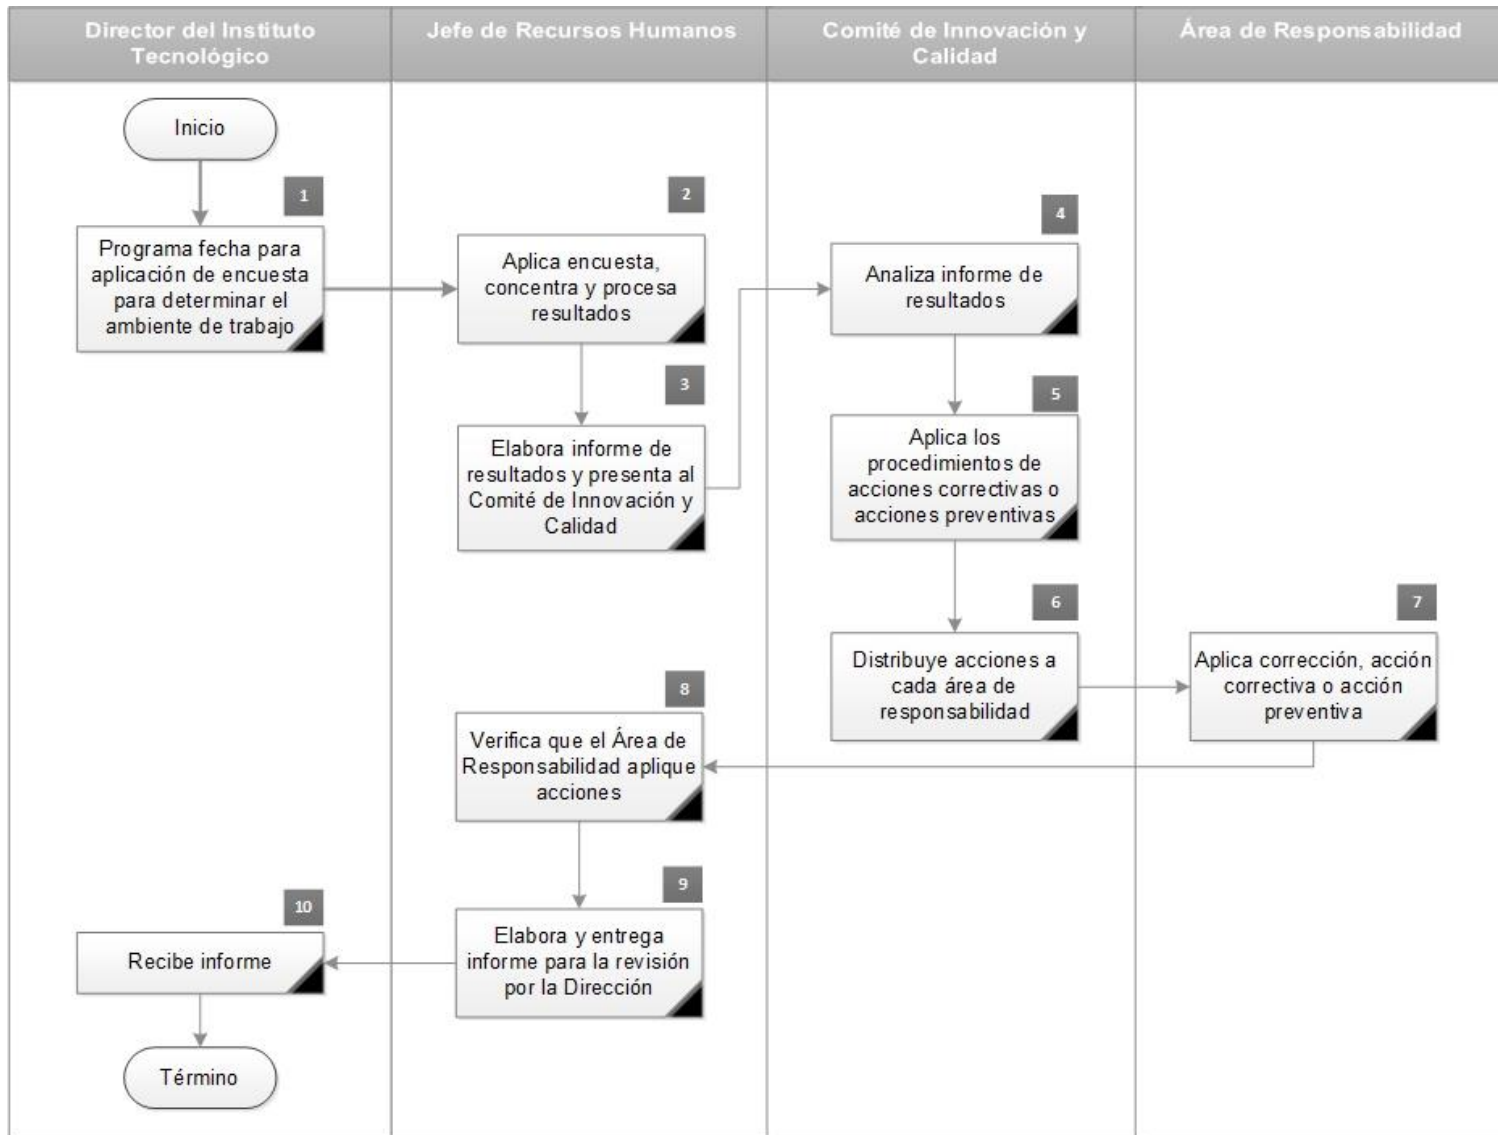 Director del Instituto
Tecnológico
Jefe de Recursos Humanos
Comité de Innovación y
Calidad
Área de Responsabilidad
Inicio
1
Programa fecha para
aplicación de encuesta
para determinar el
ambiente de trabajo
2
Aplica encuesta,
concentra y procesa
resultados
3
Elabora informe de
resultados y presenta al
Comité de Innovación y
Calidad
4
Analiza informe de
resultados
5
Aplica los
procedimientos de
acciones correctivas o
acciones preventivas
6
Distribuye acciones a
cada área de
responsabilidad
7
Aplica corrección, acción
correctiva o acción
preventiva
8
Verifica que el Área de
Responsabilidad aplique
acciones
9
Elabora y entrega
informe para la revisión
por la Dirección
10
Recibe informe
Término